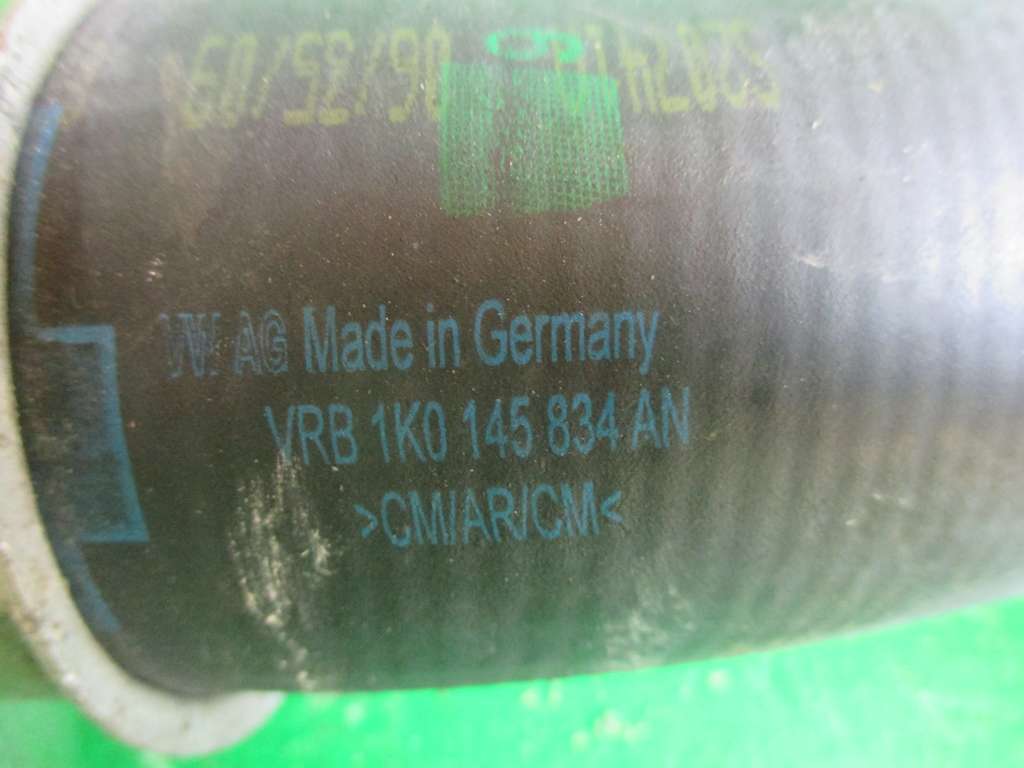 VW AG Made in Germany
VRB 1K0 145 834 AN
>CM/AR/CM<